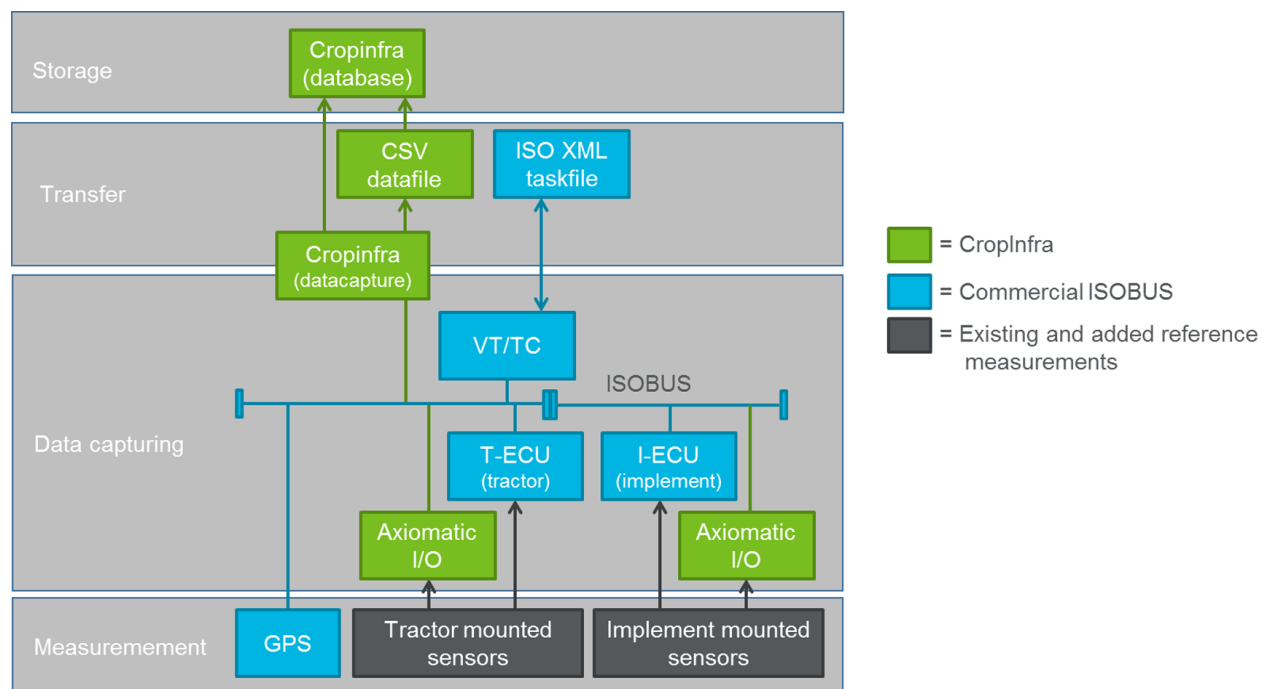 Storage
Cropinfra
(database)
Transfer
CSV
datafile
ISO XML
taskfile
Cropinfra
(datacapture)
= CropInfra
= Commercial ISOBUS
= Existing and added reference
measurements
Data capturing
VT/TC
ISOBUS
T-ECU
(tractor)
I-ECU
(implement)
Axiomatic
I/O
Axiomatic
I/O
Measuremement
GPS
Tractor mounted
sensors
Implement mounted
sensors